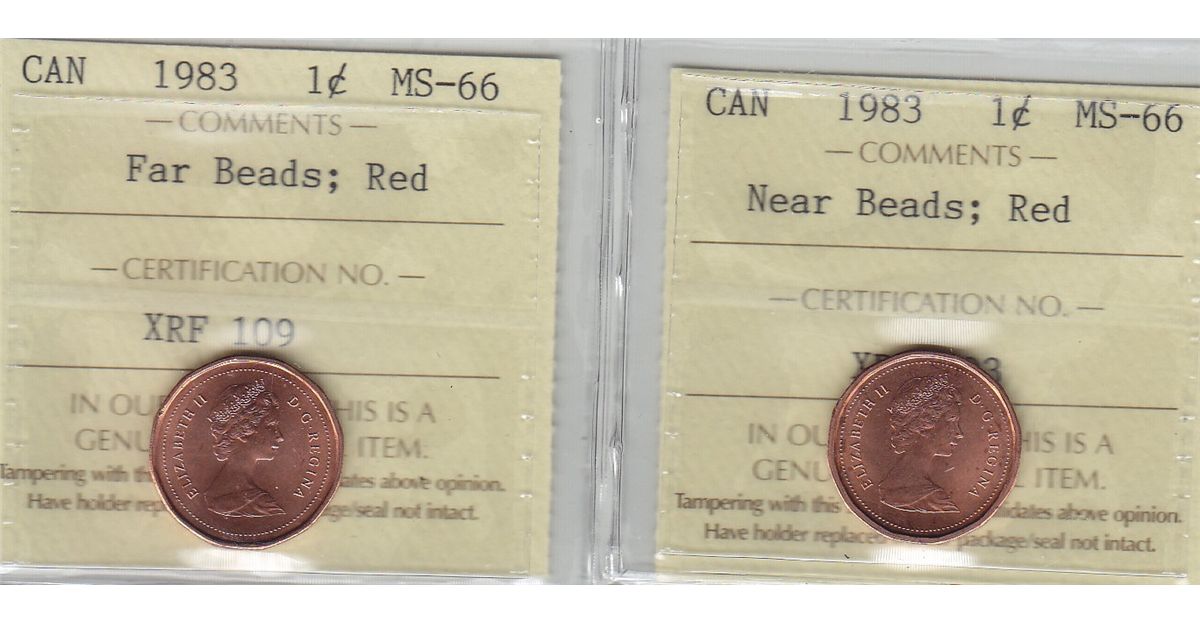 CAN 1983 1¢ MS-66
— COMMENTS —
Far Beads; Red
— CERTIFICATION NO. —
XRF 109
IN OU HIS IS A
GENU ITEM.
Tampering with th ates above opinion.
Have holder rep ge/seal not intact.
ELIZABETH II D·G·REGINA
CAN 1983 1¢ MS-66
— COMMENTS —
Near Beads; Red
— CERTIFICATION NO. —
IN OU HIS IS A
GENU ITEM.
Tampering with this idates above opinion.
Have holder replace package/seal not intact.
ELIZABETH II D·G·REGINA